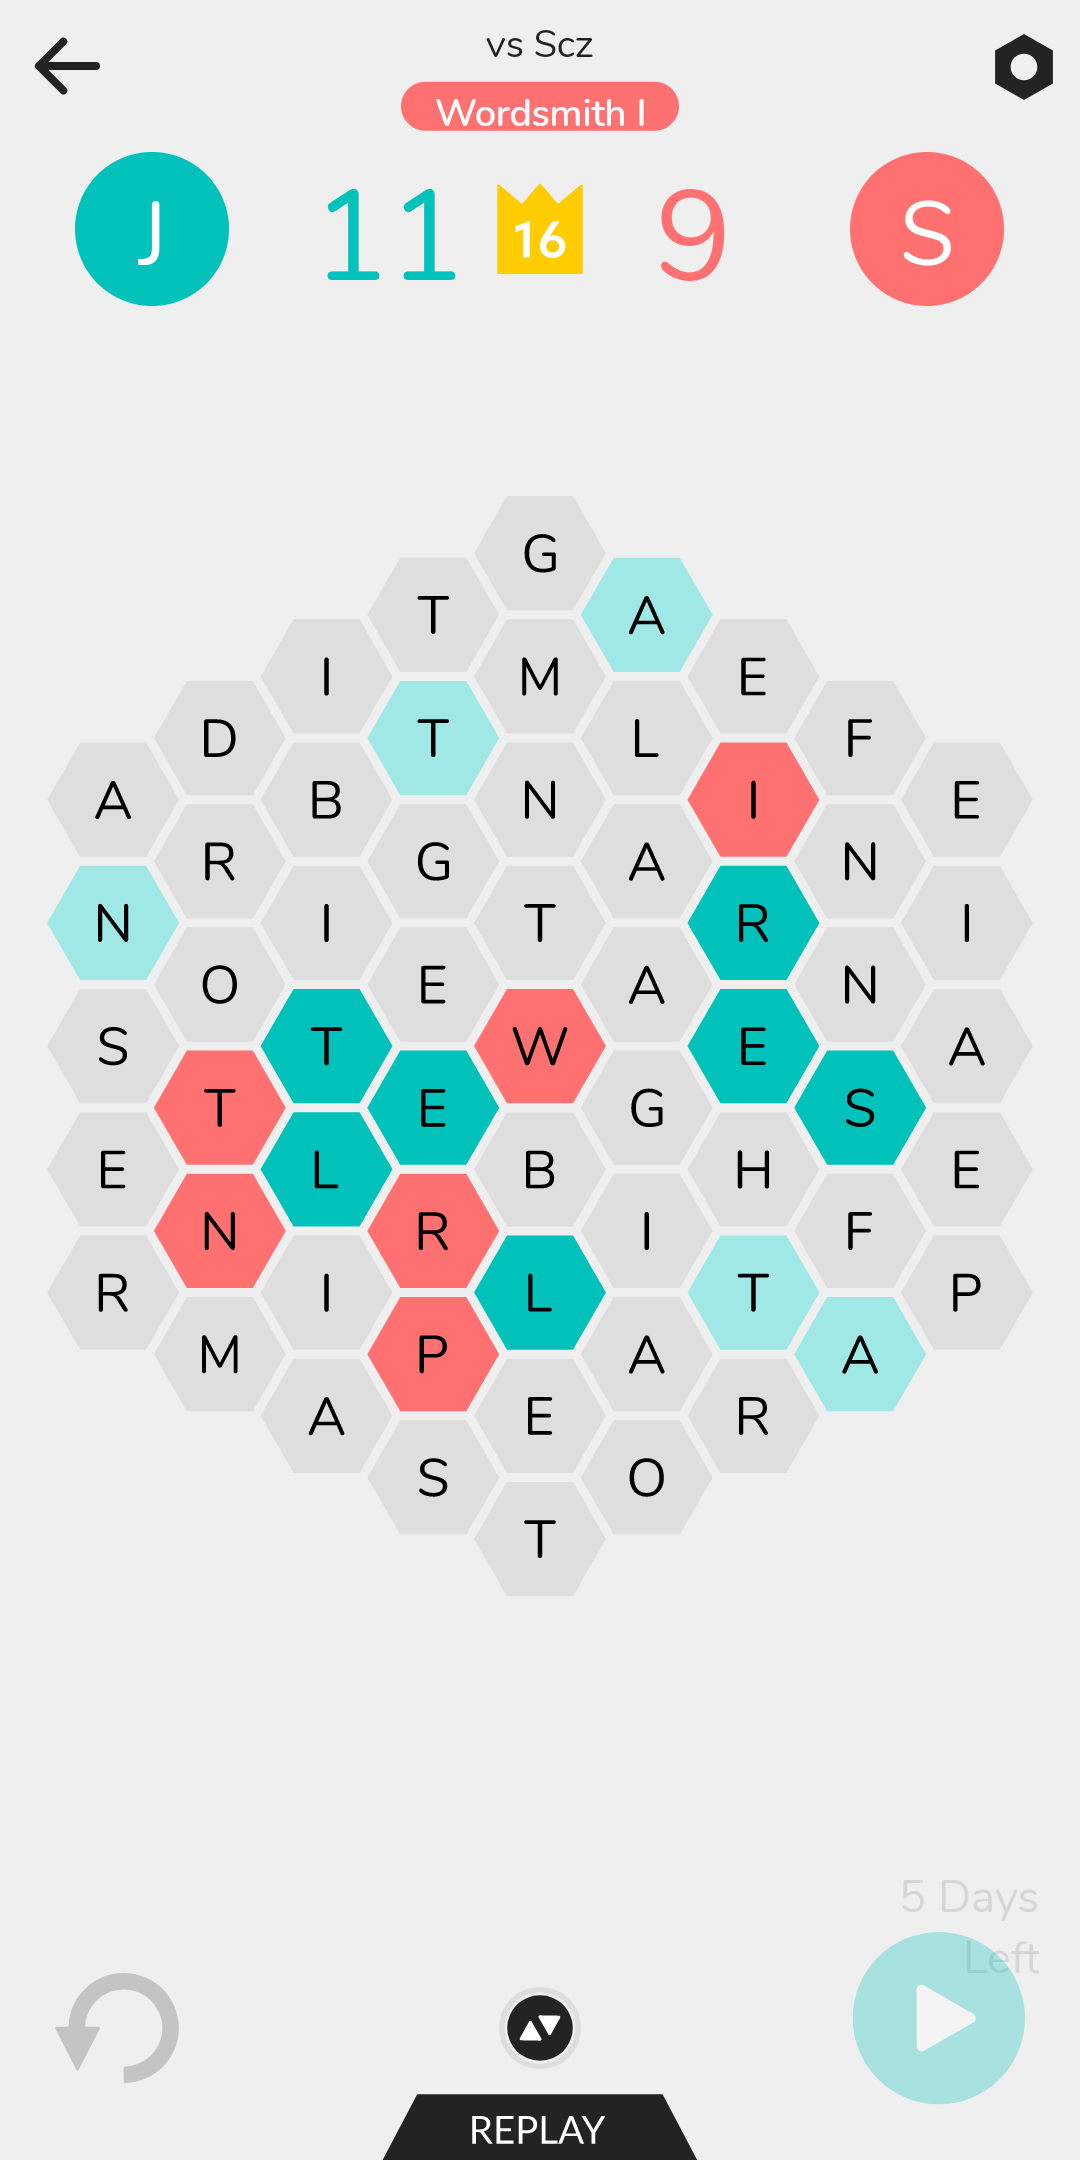 vs Scz
Wordsmith I
J 11 16 9 S
G
T A
I M E
D T L F
A B N I E
R G A N
N I T R I
O E A N
S T W E A
T E G S
E L B H E
N R I F
R I L T P
M P A A
A E R
S O
T
5 Days
Left
REPLAY